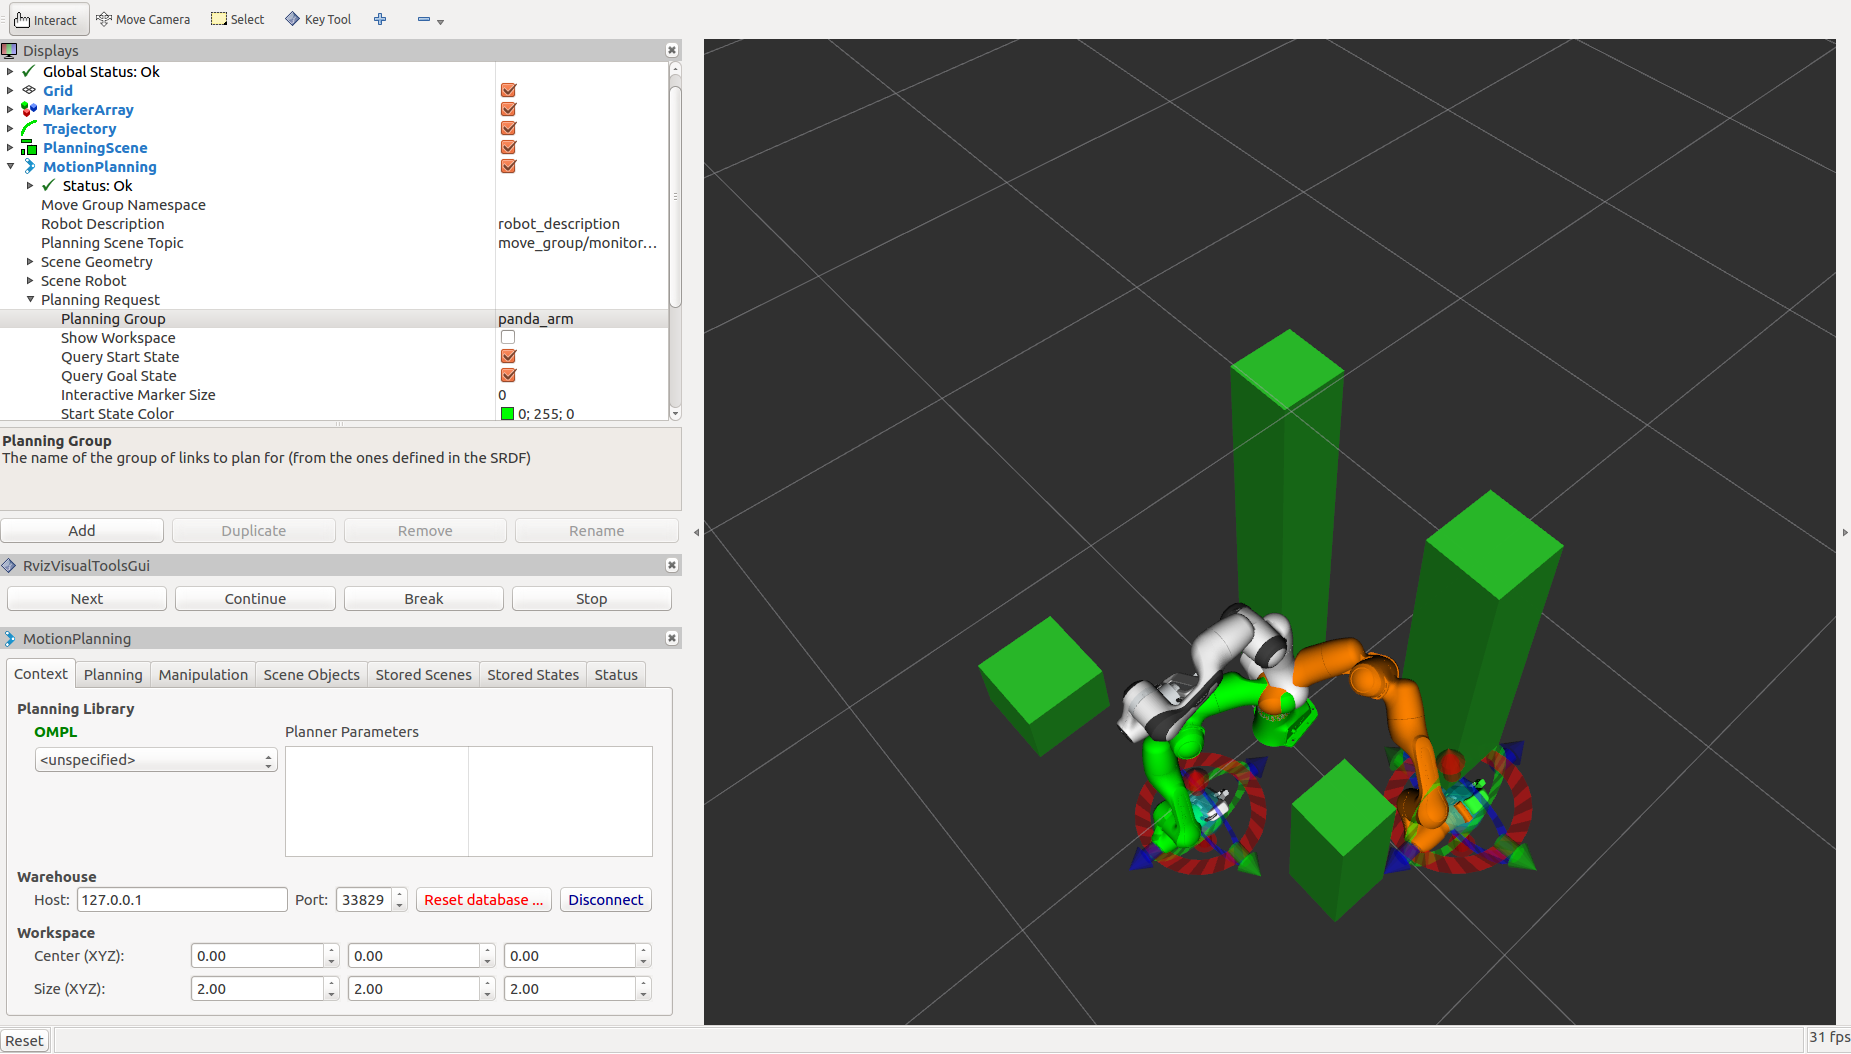 Interact Move Camera Select Key Tool
Displays
Global Status: Ok
Grid
MarkerArray
Trajectory
PlanningScene
MotionPlanning
Status: Ok
Move Group Namespace
Robot Description robot_description
Planning Scene Topic move_group/monitor...
Scene Geometry
Scene Robot
Planning Request
Planning Group panda_arm
Show Workspace
Query Start State
Query Goal State
Interactive Marker Size 0
Start State Color 0; 255; 0
Planning Group
The name of the group of links to plan for (from the ones defined in the SRDF)
Add Duplicate Remove Rename
RvizVisualToolsGui
Next Continue Break Stop
MotionPlanning
Context Planning Manipulation Scene Objects Stored Scenes Stored States Status
Planning Library
OMPL Planner Parameters
<unspecified>
Warehouse
Host: 127.0.0.1 Port: 33829 Reset database ... Disconnect
Workspace
Center (XYZ): 0.00 0.00 0.00
Size (XYZ): 2.00 2.00 2.00
Reset 31 fps